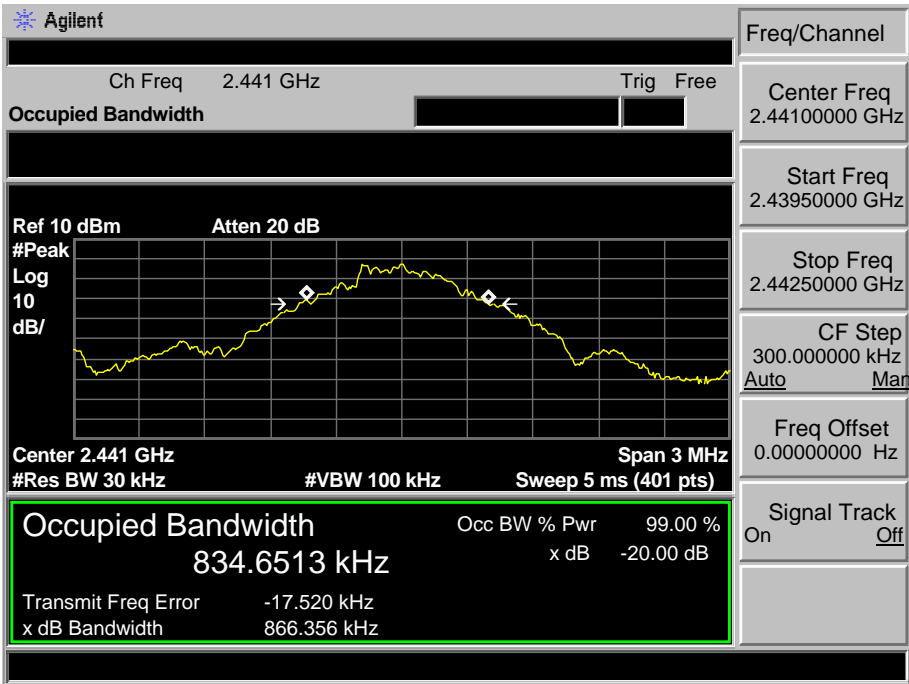 Agilent
Freq/Channel
Ch Freq 2.441 GHz Trig Free
Occupied Bandwidth
Center Freq
2.44100000 GHz
Start Freq
2.43950000 GHz
Ref 10 dBm Atten 20 dB
#Peak
Log
10
dB/
Stop Freq
2.44250000 GHz
CF Step
300.000000 kHz
Auto Man
Center 2.441 GHz Span 3 MHz
#Res BW 30 kHz #VBW 100 kHz Sweep 5 ms (401 pts)
Freq Offset
0.00000000 Hz
Occupied Bandwidth
834.6513 kHz
Occ BW % Pwr 99.00 %
x dB -20.00 dB
Transmit Freq Error -17.520 kHz
x dB Bandwidth 866.356 kHz
Signal Track
On Off